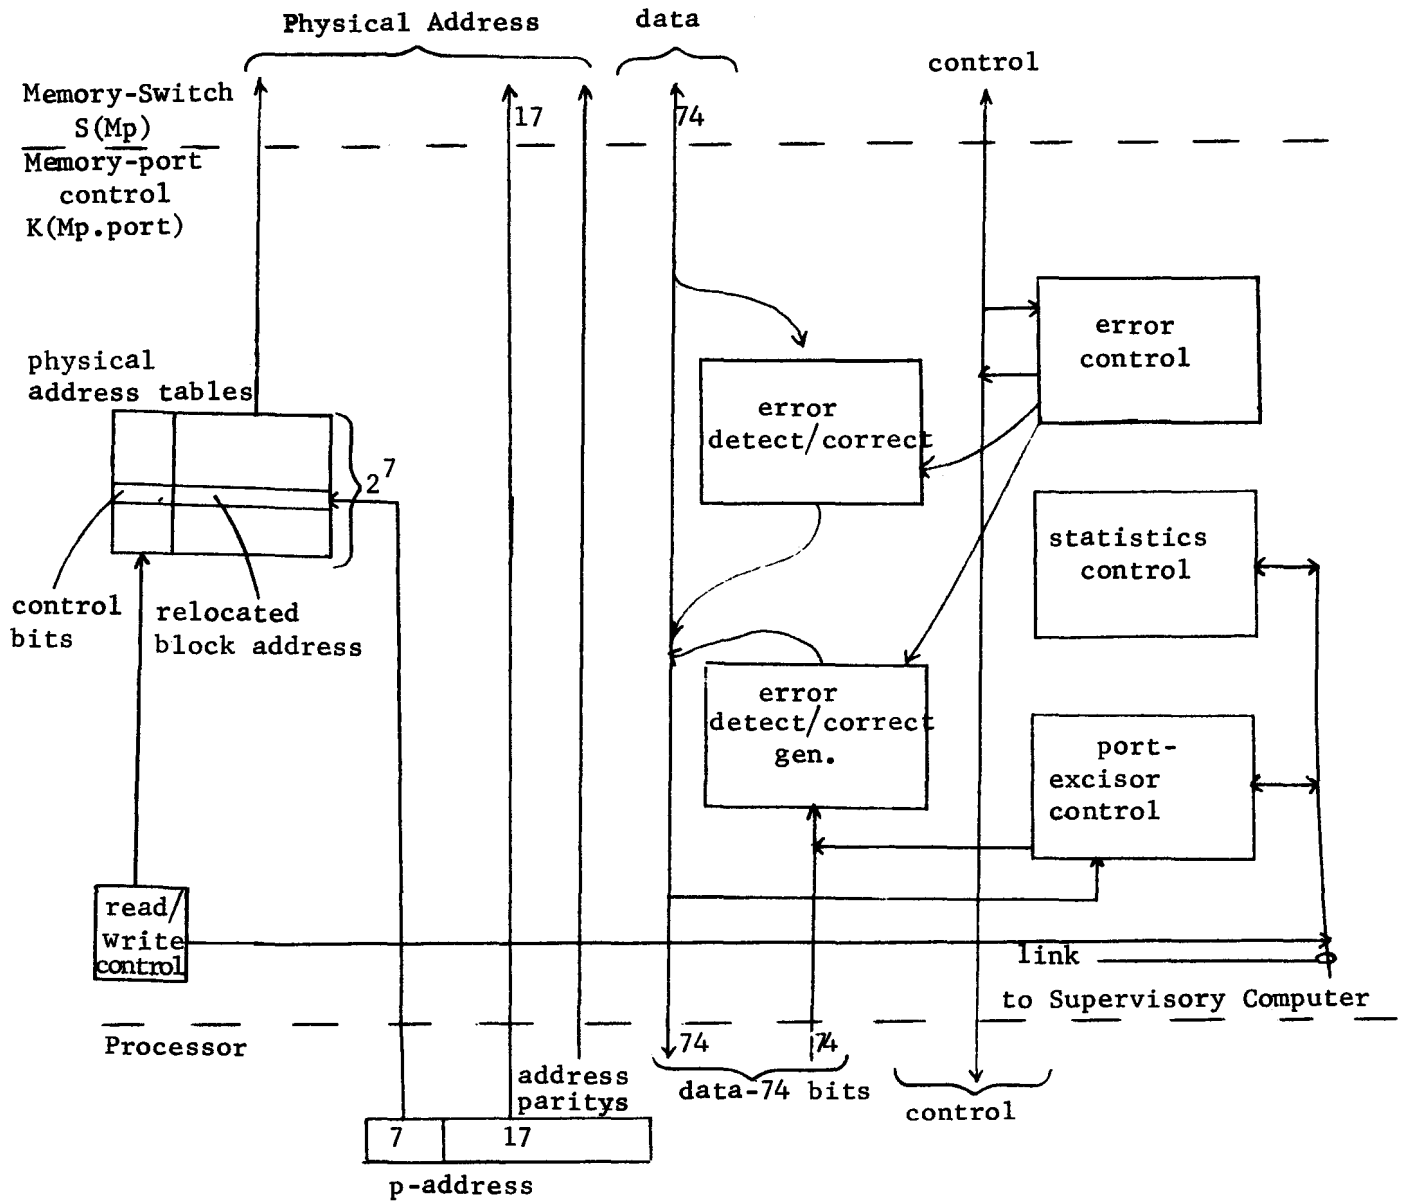 Physical Address
data
control
Memory-Switch
S(Mp)
17
74
Memory-port
control
K(Mp.port)
error
control
physical
address tables
error
detect/correct
2^7
statistics
control
control
bits
relocated
block address
error
detect/correct
gen.
port-
excisor
control
read/
write
control
link
to Supervisory Computer
Processor
74
74
address
paritys
data-74 bits
control
7
17
p-address